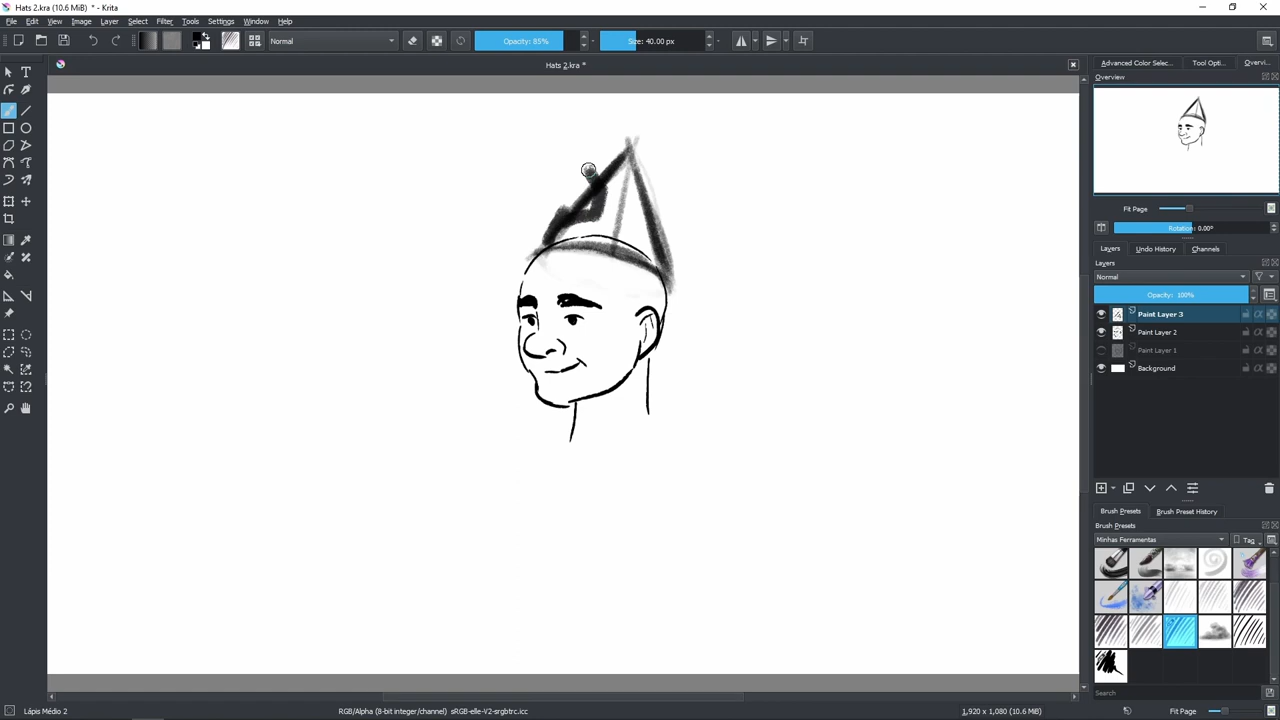 Hats 2.kra (10.6 MiB) * - Krita
File Edit View Image Layer Select Filter Tools Settings Window Help
Normal Opacity: 85% Size: 40.00 px
Hats 2.kra *
Advanced Color Selec... Tool Opti... Overvi...
Overview
Fit Page
Rotation: 0.00°
Layers Undo History Channels
Layers
Normal
Opacity: 100%
Paint Layer 3
Paint Layer 2
Paint Layer 1
Background
Brush Presets Brush Preset History
Brush Presets
Minhas Ferramentas Tag
Search
Lápis Médio 2 RGB/Alpha (8-bit integer/channel) sRGB-elle-V2-srgbtrc.icc 1,920 x 1,080 (10.6 MiB) Fit Page